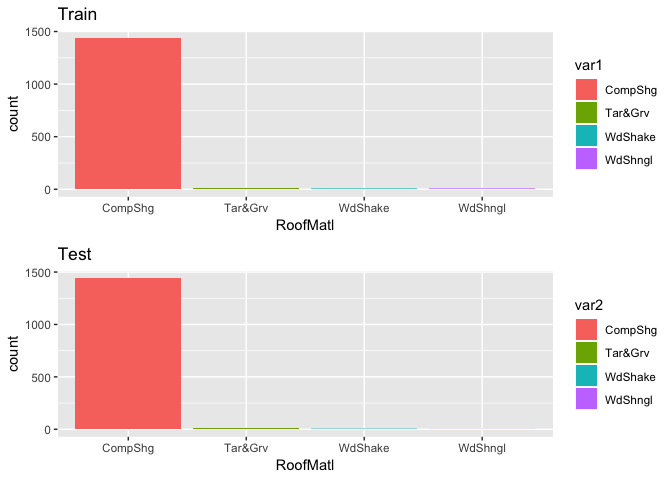 Train
1500
1000
500
0
count
CompShg Tar&Grv WdShake WdShngl
RoofMatl
var1
CompShg
Tar&Grv
WdShake
WdShngl
Test
1500
1000
500
0
count
CompShg Tar&Grv WdShake WdShngl
RoofMatl
var2
CompShg
Tar&Grv
WdShake
WdShngl